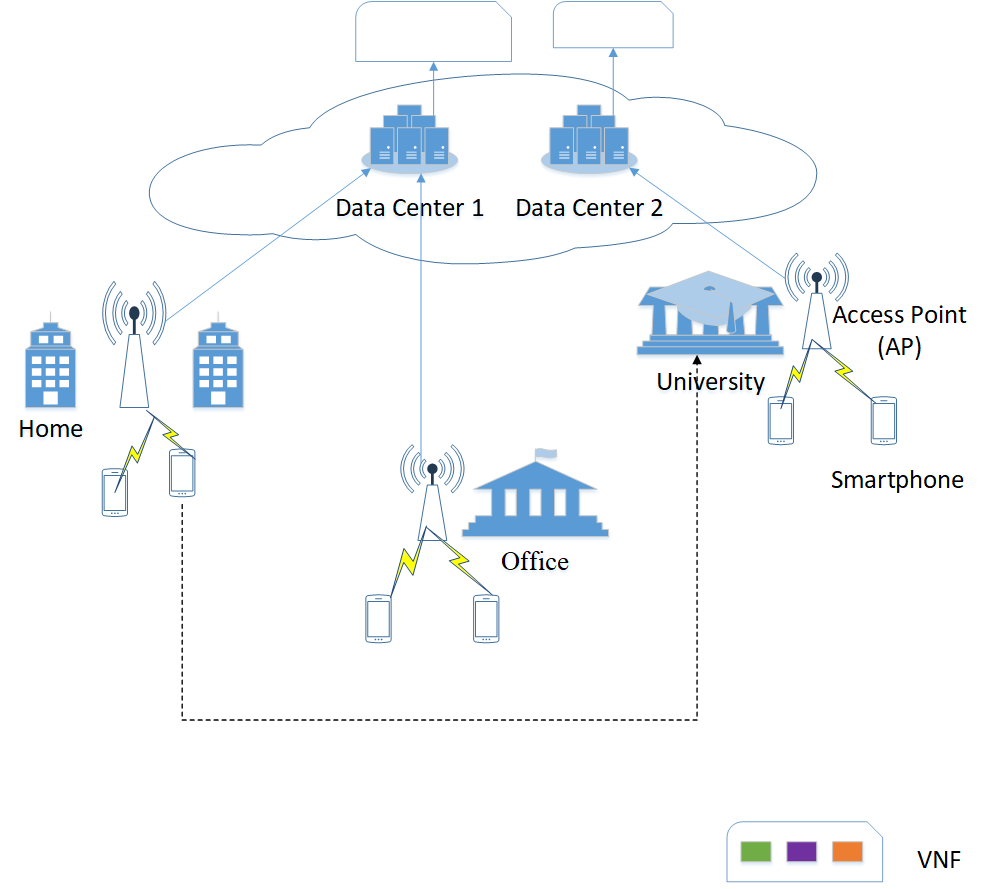 Data Center 1
Data Center 2
Access Point
(AP)
University
Home
Smartphone
Office
VNF